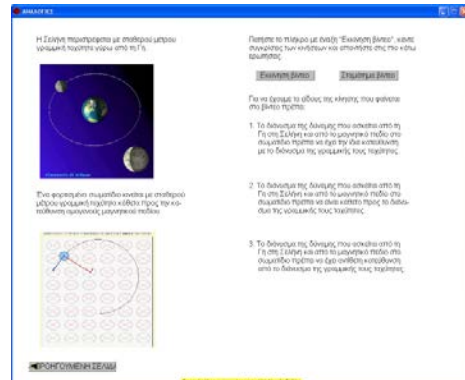 ΑΝΑΛΟΓΙΕΣ
Η Σελήνη περιστρέφεται με σταθερού μέτρου
γραμμική ταχύτητα γύρω από τη Γη.
Ένα φορτισμένο σωματίδιο κινείται με σταθερού
μέτρου γραμμική ταχύτητα κάθετα προς την κα-
τεύθυνση ομογενούς μαγνητικού πεδίου.
ΠΡΟΗΓΟΥΜΕΝΗ ΣΕΛΙΔΑ
Πατήστε το πλήκτρο με ένδειξη "Εκκίνηση βίντεο", κάντε
συγκρίσεις των κινήσεων και απαντήστε στις πιο κάτω
ερωτήσεις.
Εκκίνηση βίντεο
Σταμάτημα βίντεο
Για να έχουμε το είδους της κίνησης που φαίνεται
στο βίντεο πρέπει:
1. Το διάνυσμα της δύναμης που ασκείται από τη
Γη στη Σελήνη και από το μαγνητικό πεδίο στο
σωματίδιο πρέπει να έχει την ίδια κατεύθυνση
με το διάνυσμα της γραμμικής τους ταχύτητας.
2. Το διάνυσμα της δύναμης που ασκείται από τη
Γη στη Σελήνη και από το μαγνητικό πεδίο στο
σωματίδιο πρέπει να είναι κάθετο προς το διάνυ-
σμα της γραμμικής τους ταχύτητας.
3. Το διάνυσμα της δύναμης που ασκείται από τη
Γη στη Σελήνη και από το μαγνητικό πεδίο στο
σωματίδιο πρέπει να έχει αντίθετη κατεύθυνση
από το διάνυσμα της γραμμικής τους ταχύτητας.